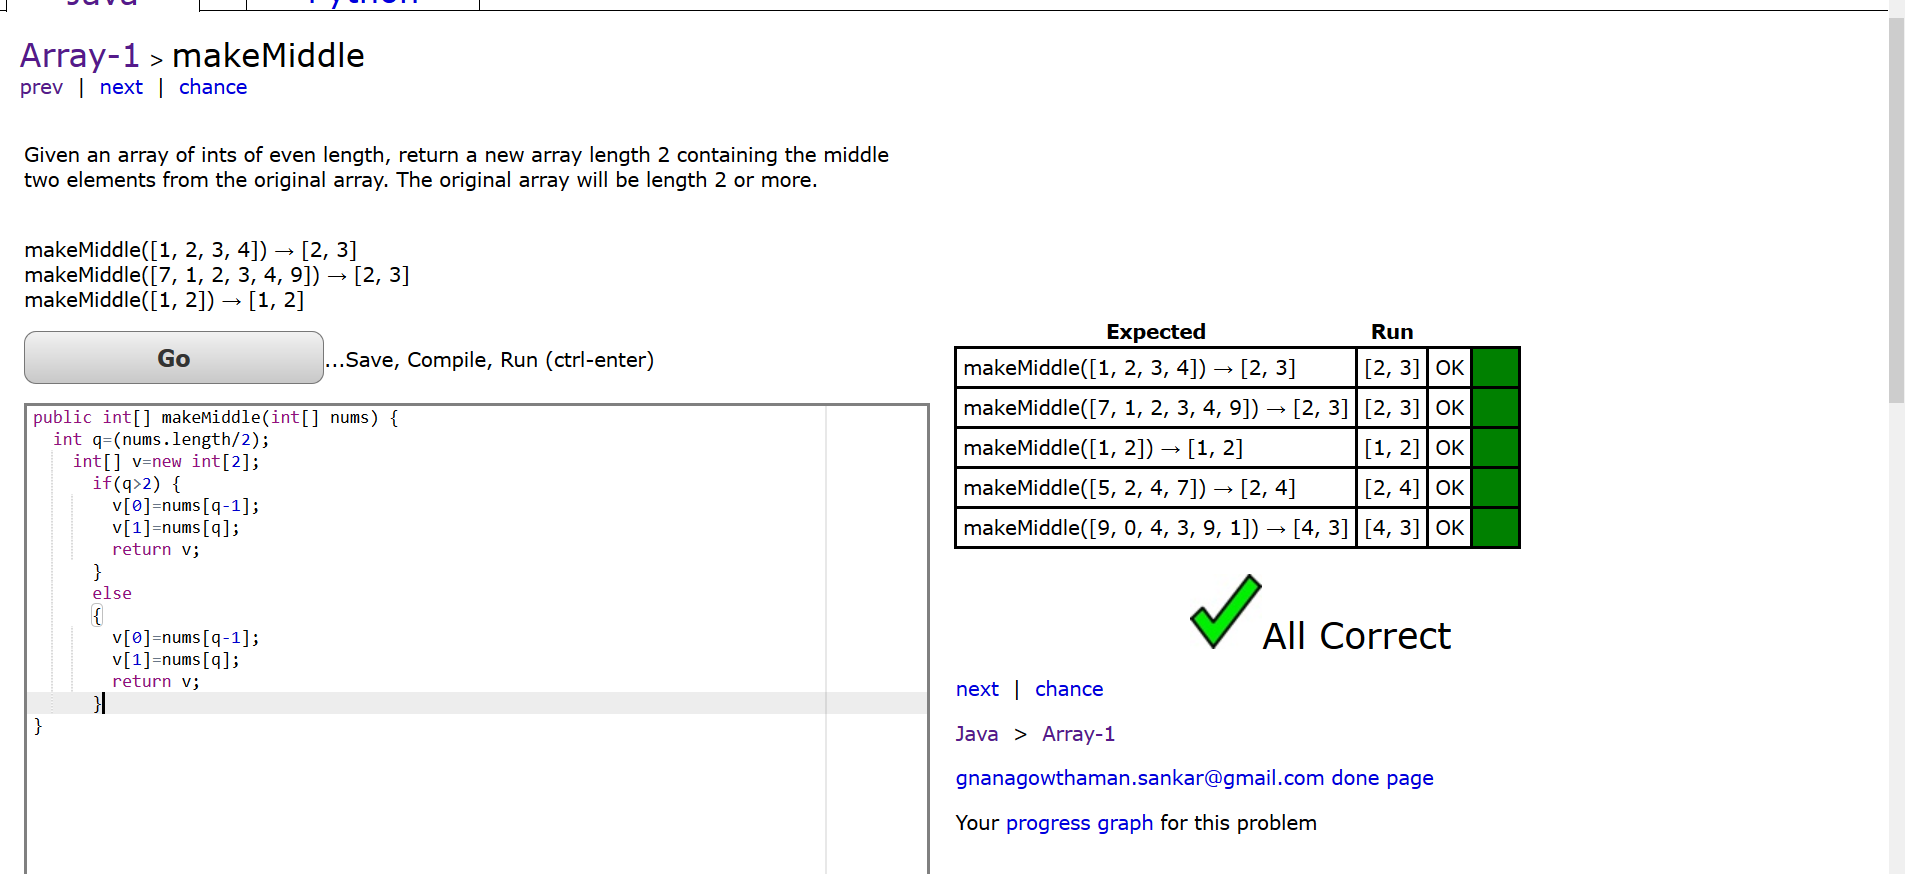 Java Python
Array-1 > makeMiddle
prev | next | chance
Given an array of ints of even length, return a new array length 2 containing the middle
two elements from the original array. The original array will be length 2 or more.
makeMiddle([1, 2, 3, 4]) → [2, 3]
makeMiddle([7, 1, 2, 3, 4, 9]) → [2, 3]
makeMiddle([1, 2]) → [1, 2]
Go ...Save, Compile, Run (ctrl-enter)
public int[] makeMiddle(int[] nums) {
int q=(nums.length/2);
int[] v=new int[2];
if(q>2) {
v[0]=nums[q-1];
v[1]=nums[q];
return v;
}
else
{
v[0]=nums[q-1];
v[1]=nums[q];
return v;
}
}
Expected Run
makeMiddle([1, 2, 3, 4]) → [2, 3] [2, 3] OK
makeMiddle([7, 1, 2, 3, 4, 9]) → [2, 3] [2, 3] OK
makeMiddle([1, 2]) → [1, 2] [1, 2] OK
makeMiddle([5, 2, 4, 7]) → [2, 4] [2, 4] OK
makeMiddle([9, 0, 4, 3, 9, 1]) → [4, 3] [4, 3] OK
All Correct
next | chance
Java > Array-1
gnanagowthaman.sankar@gmail.com done page
Your progress graph for this problem